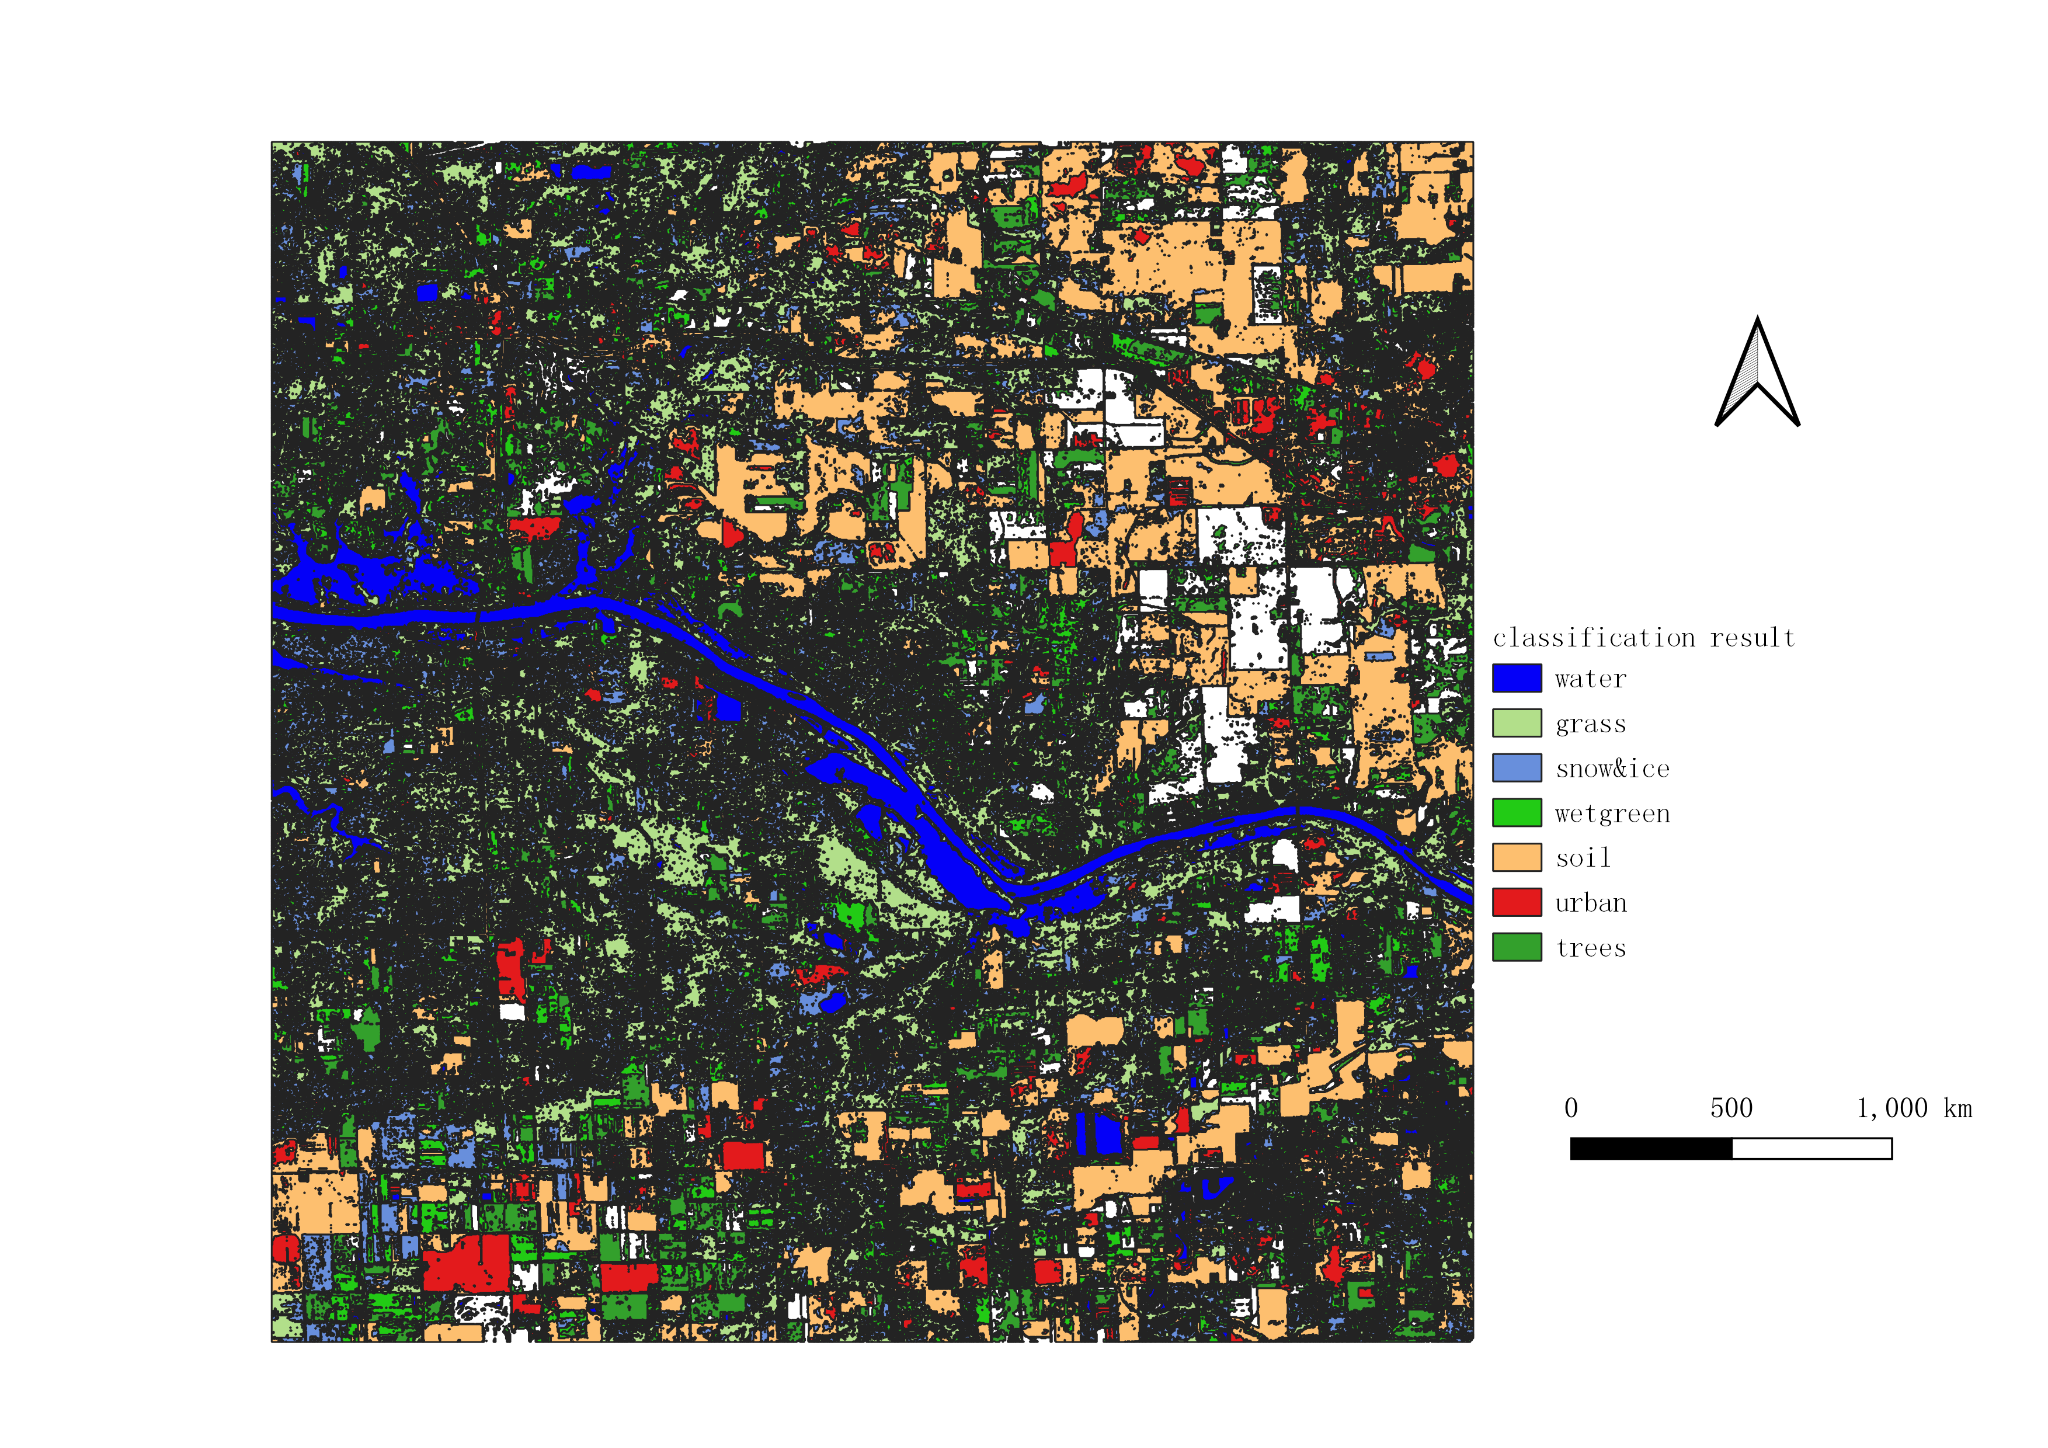 classification result
water
grass
snow&ice
wetgreen
soil
urban
trees
0 500 1,000 km